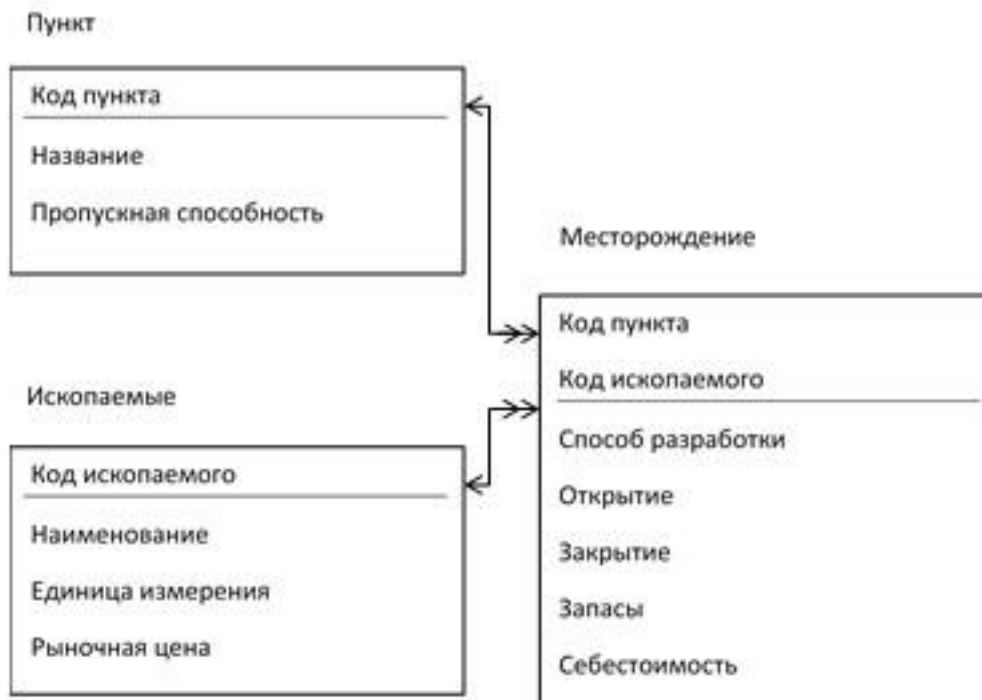 Пункт
Код пункта
Название
Пропускная способность
Месторождение
Код пункта
Код ископаемого
Способ разработки
Открытие
Закрытие
Запасы
Себестоимость
Ископаемые
Код ископаемого
Наименование
Единица измерения
Рыночная цена